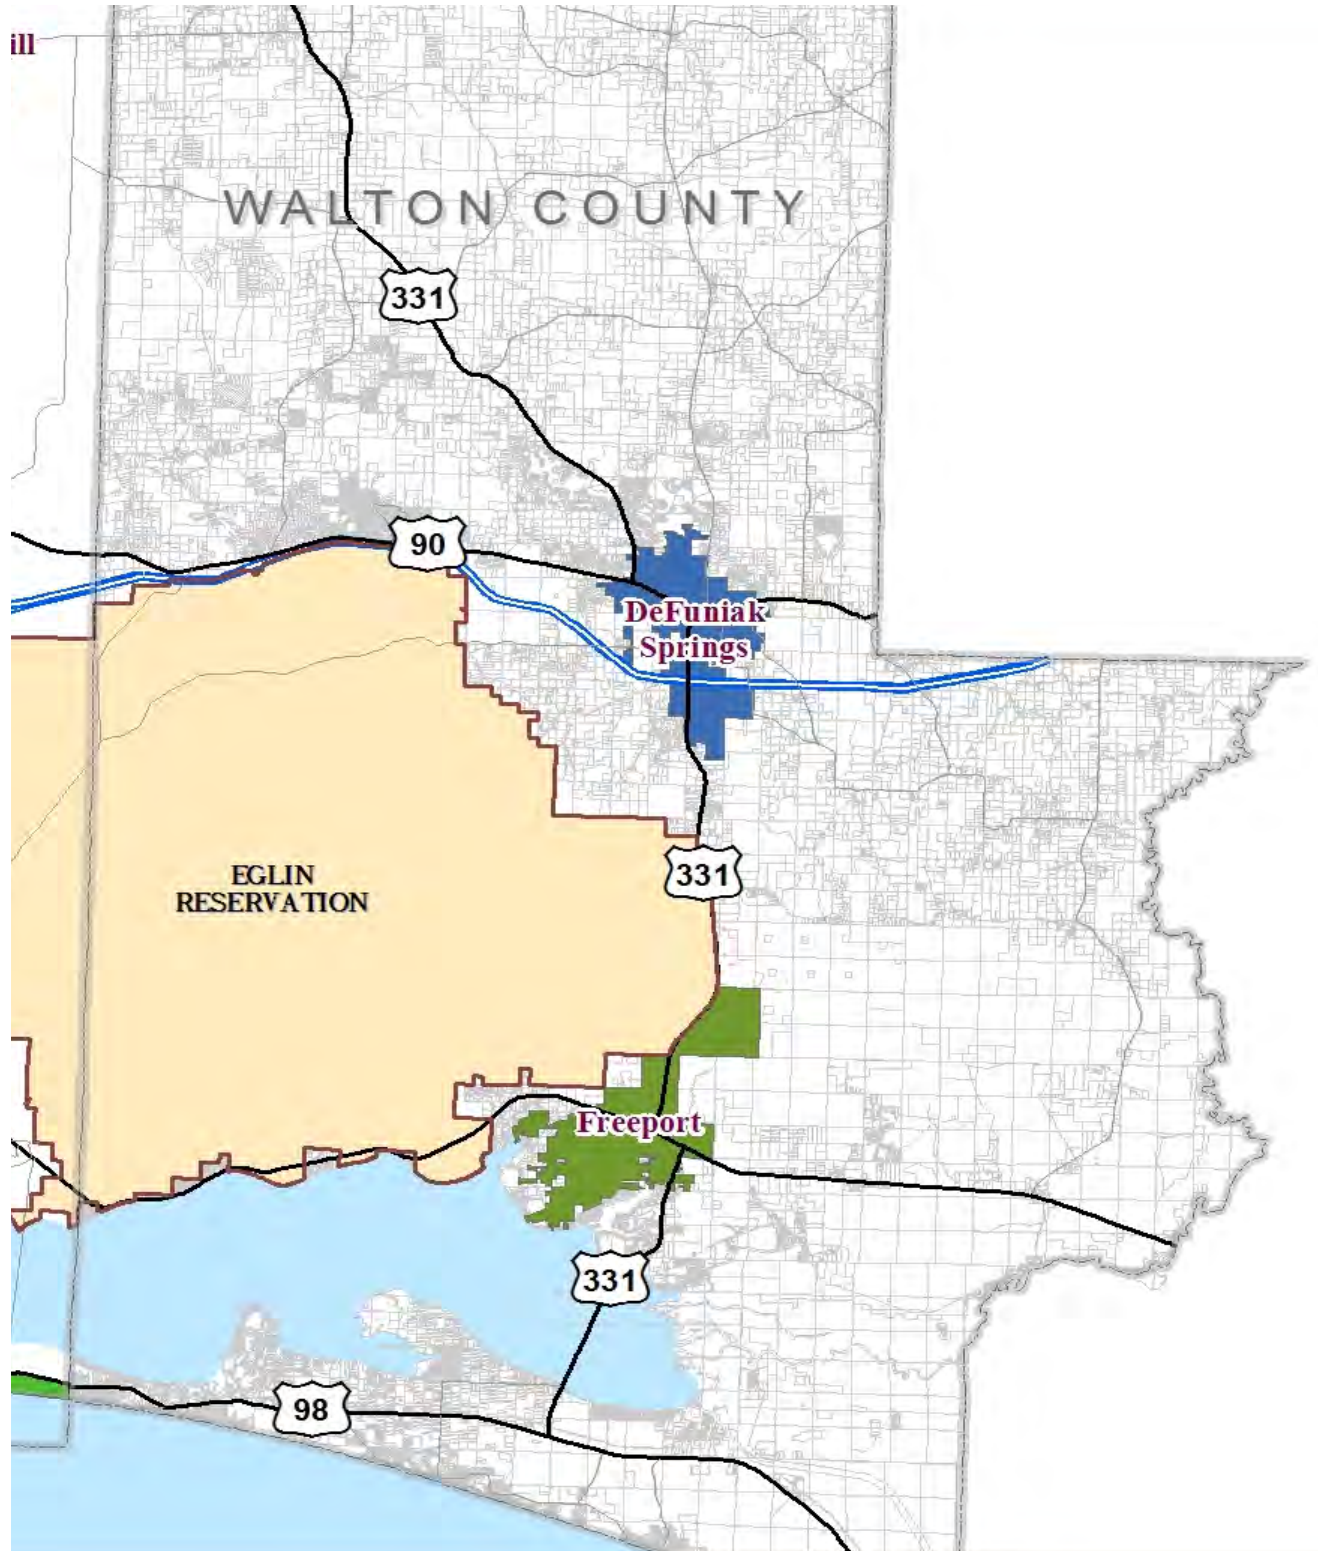 ill
WALTON COUNTY
331
90
DeFuniak
Springs
EGLIN
RESERVATION
331
Freeport
331
98